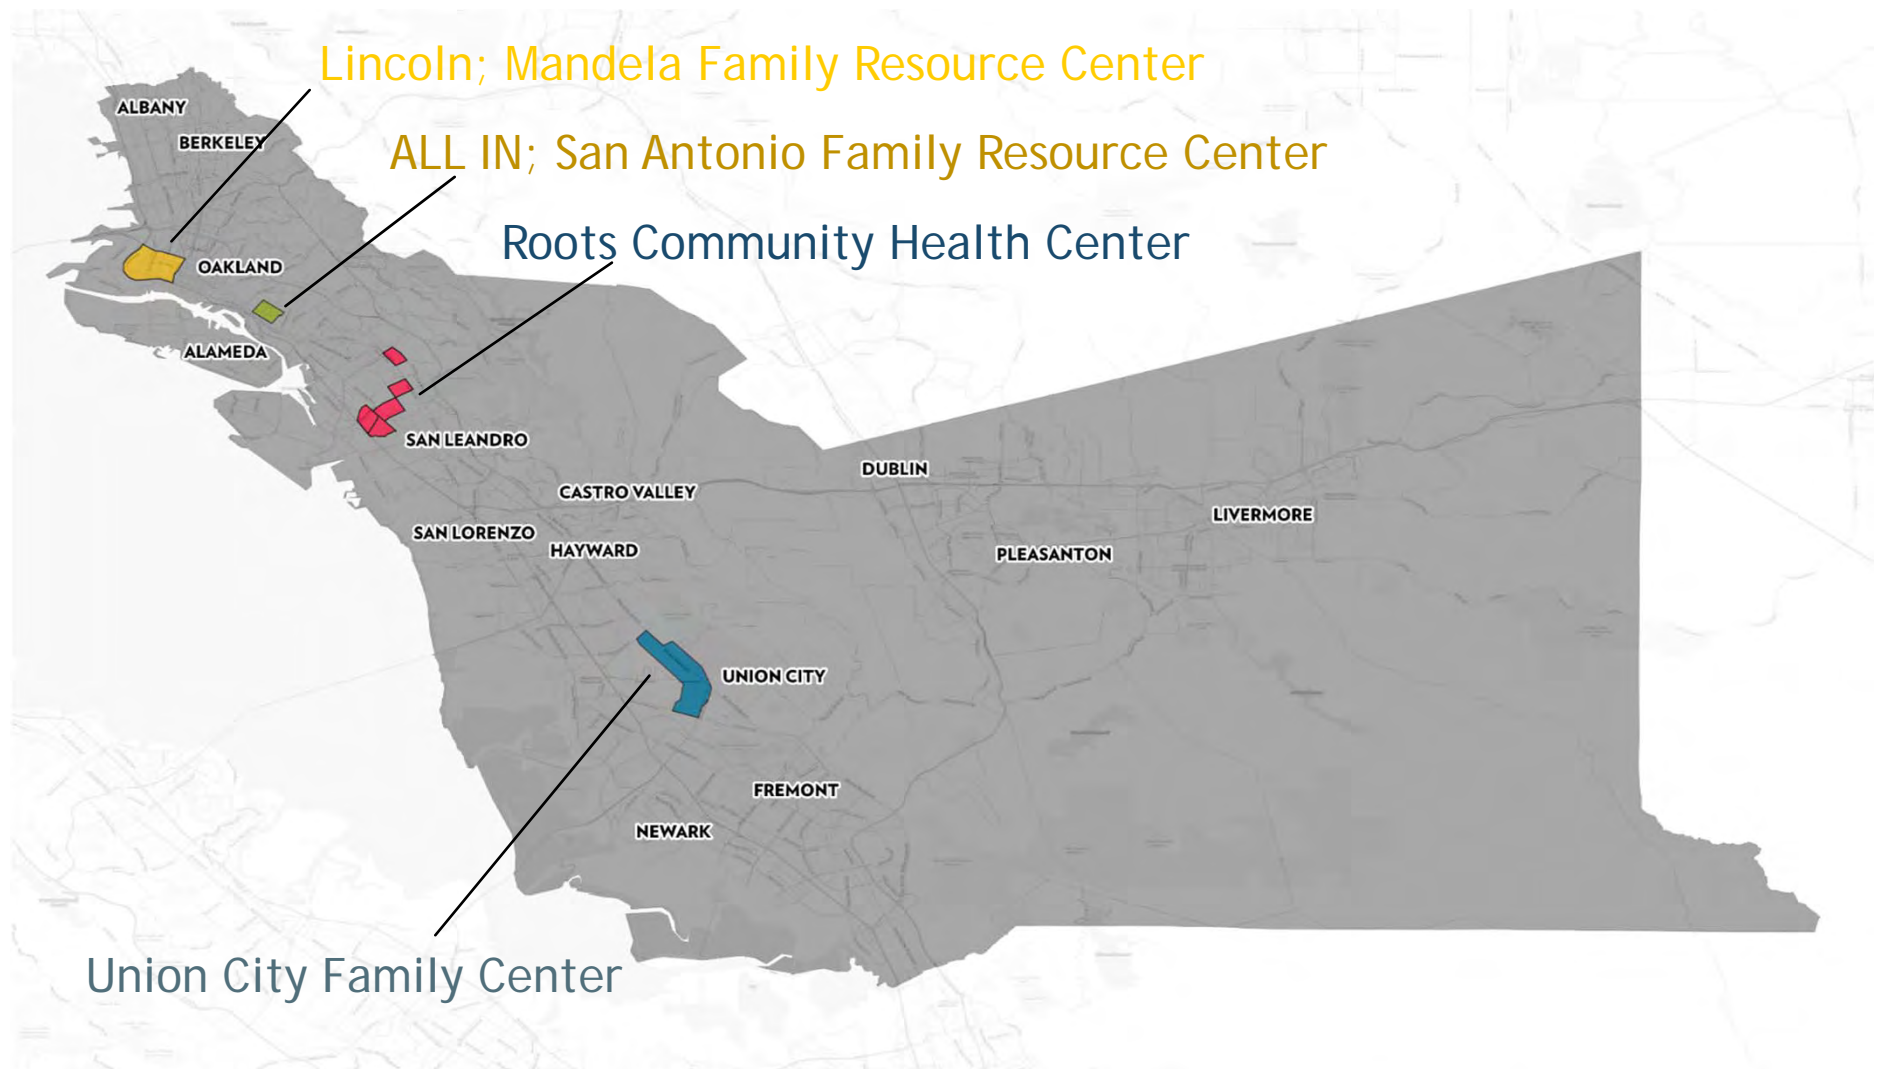 Lincoln; Mandela Family Resource Center
ALBANY
BERKELEY
ALL IN; San Antonio Family Resource Center
Roots Community Health Center
OAKLAND
ALAMEDA
SAN LEANDRO
DUBLIN
CASTRO VALLEY
LIVERMORE
SAN LORENZO
HAYWARD
PLEASANTON
UNION CITY
FREMONT
NEWARK
Union City Family Center